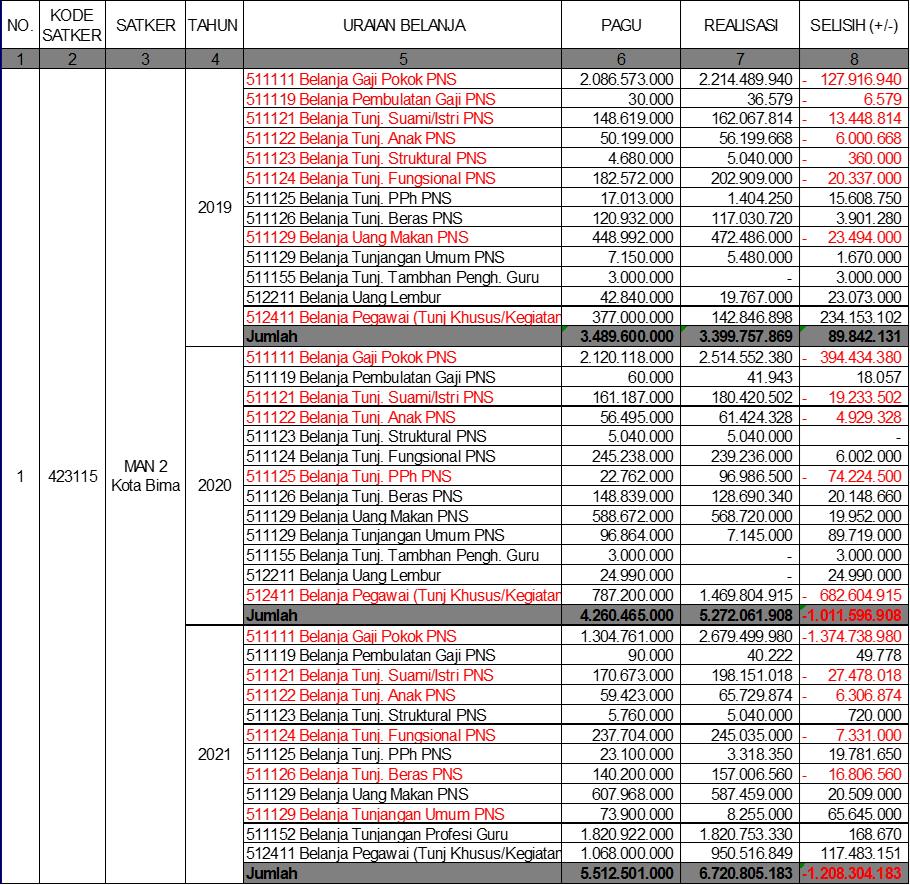 NO. KODE SATKER SATKER TAHUN URAIAN BELANJA PAGU REALISASI SELISIH (+/-)
1 2 3 4 5 6 7 8
1 423115 MAN 2 Kota Bima
2019
511111 Belanja Gaji Pokok PNS 2.086.573.000 2.214.489.940 - 127.916.940
511119 Belanja Pembulatan Gaji PNS 30.000 36.579 - 6.579
511121 Belanja Tunj. Suami/Istri PNS 148.619.000 162.067.814 - 13.448.814
511122 Belanja Tunj. Anak PNS 50.199.000 56.199.668 - 6.000.668
511123 Belanja Tunj. Struktural PNS 4.680.000 5.040.000 - 360.000
511124 Belanja Tunj. Fungsional PNS 182.572.000 202.909.000 - 20.337.000
511125 Belanja Tunj. PPh PNS 17.013.000 1.404.250 15.608.750
511126 Belanja Tunj. Beras PNS 120.932.000 117.030.720 3.901.280
511129 Belanja Uang Makan PNS 448.992.000 472.486.000 - 23.494.000
511129 Belanja Tunjangan Umum PNS 7.150.000 5.480.000 1.670.000
511155 Belanja Tunj. Tambhan Pengh. Guru 3.000.000 - 3.000.000
512211 Belanja Uang Lembur 42.840.000 19.767.000 23.073.000
512411 Belanja Pegawai (Tunj Khusus/Kegiatan 377.000.000 142.846.898 234.153.102
Jumlah 3.489.600.000 3.399.757.869 89.842.131
2020
511111 Belanja Gaji Pokok PNS 2.120.118.000 2.514.552.380 - 394.434.380
511119 Belanja Pembulatan Gaji PNS 60.000 41.943 18.057
511121 Belanja Tunj. Suami/Istri PNS 161.187.000 180.420.502 - 19.233.502
511122 Belanja Tunj. Anak PNS 56.495.000 61.424.328 - 4.929.328
511123 Belanja Tunj. Struktural PNS 5.040.000 5.040.000 -
511124 Belanja Tunj. Fungsional PNS 245.238.000 239.236.000 6.002.000
511125 Belanja Tunj. PPh PNS 22.762.000 96.986.500 - 74.224.500
511126 Belanja Tunj. Beras PNS 148.839.000 128.690.340 20.148.660
511129 Belanja Uang Makan PNS 588.672.000 568.720.000 19.952.000
511129 Belanja Tunjangan Umum PNS 96.864.000 7.145.000 89.719.000
511155 Belanja Tunj. Tambhan Pengh. Guru 3.000.000 - 3.000.000
512211 Belanja Uang Lembur 24.990.000 - 24.990.000
512411 Belanja Pegawai (Tunj Khusus/Kegiatan 787.200.000 1.469.804.915 - 682.604.915
Jumlah 4.260.465.000 5.272.061.908 -1.011.596.908
2021
511111 Belanja Gaji Pokok PNS 1.304.761.000 2.679.499.980 -1.374.738.980
511119 Belanja Pembulatan Gaji PNS 90.000 40.222 49.778
511121 Belanja Tunj. Suami/Istri PNS 170.673.000 198.151.018 - 27.478.018
511122 Belanja Tunj. Anak PNS 59.423.000 65.729.874 - 6.306.874
511123 Belanja Tunj. Struktural PNS 5.760.000 5.040.000 720.000
511124 Belanja Tunj. Fungsional PNS 237.704.000 245.035.000 - 7.331.000
511125 Belanja Tunj. PPh PNS 23.100.000 3.318.350 19.781.650
511126 Belanja Tunj. Beras PNS 140.200.000 157.006.560 - 16.806.560
511129 Belanja Uang Makan PNS 607.968.000 587.459.000 20.509.000
511129 Belanja Tunjangan Umum PNS 73.900.000 8.255.000 65.645.000
511152 Belanja Tunjangan Profesi Guru 1.820.922.000 1.820.753.330 168.670
512411 Belanja Pegawai (Tunj Khusus/Kegiatan 1.068.000.000 950.516.849 117.483.151
Jumlah 5.512.501.000 6.720.805.183 -1.208.304.183